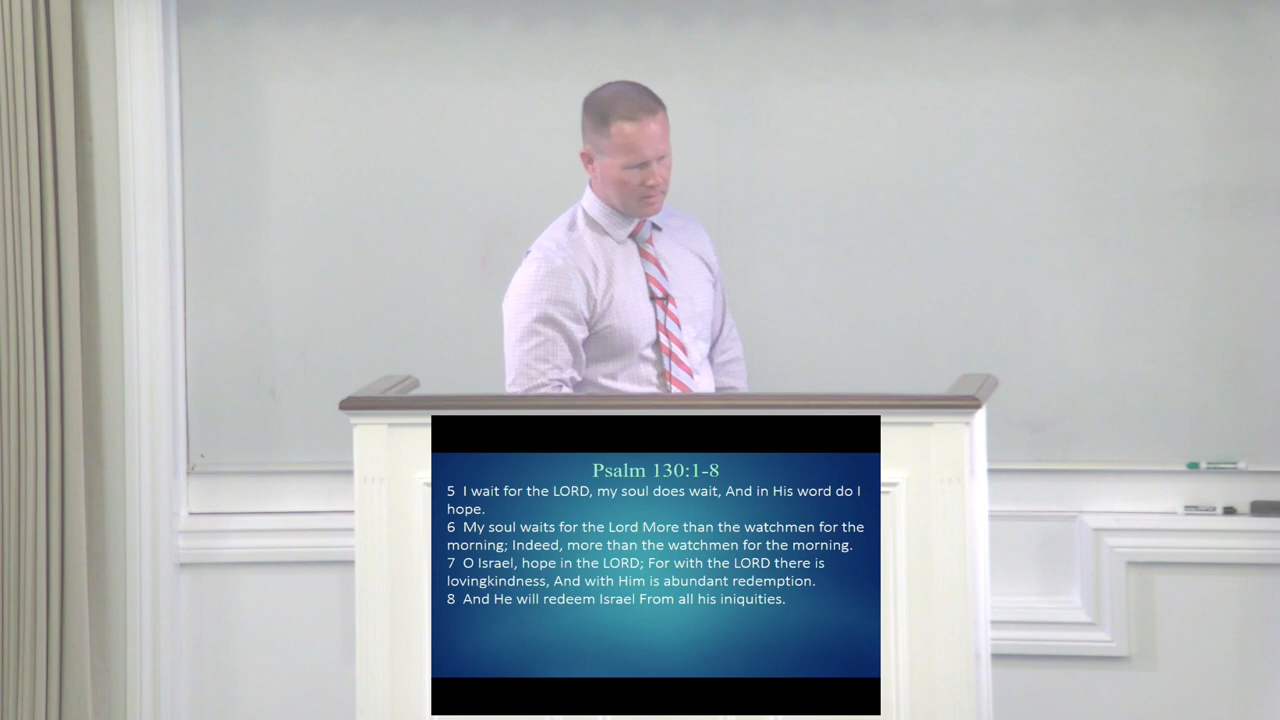 Psalm 130:1-8
5 I wait for the LORD, my soul does wait, And in His word do I
hope.
6 My soul waits for the Lord More than the watchmen for the
morning; Indeed, more than the watchmen for the morning.
7 O Israel, hope in the LORD; For with the LORD there is
lovingkindness, And with Him is abundant redemption.
8 And He will redeem Israel From all his iniquities.